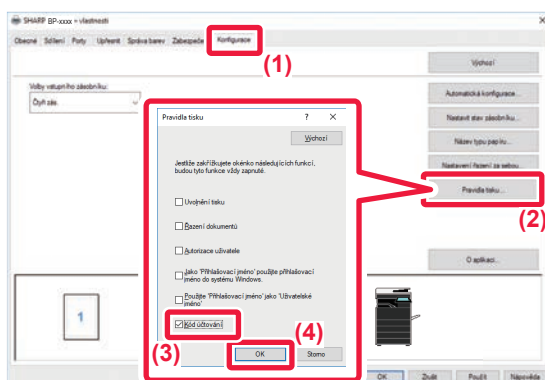 SHARP BP-xxxx – vlastnosti
Obecné Sdílení Porty Upřesnit Správa barev Zabezpeče Konfigurace
(1)
Výchozí
Volby vstupního zásobníku:
Čtyři zás.
Automatická konfigurace...
Nastavit stav zásobníku...
Název typu papíru...
Nastavení řazení za sebou...
Pravidla tisku...
(2)
O aplikaci...
Pravidla tisku ? ×
Výchozí
Jestliže zakřížkujete okénko následujících funkcí,
budou tyto funkce vždy zapnuté.
Uvolnění tisku
Řazení dokumentů
Autorizace uživatele
Jako 'Přihlašovací jméno' použijte přihlašovací
jméno do systému Windows.
Použijte 'Přihlašovací jméno' jako 'Uživatelské
jméno'
Kód účtování
(3)
(4)
OK Storno
1
OK Zrušit Použít Nápověda